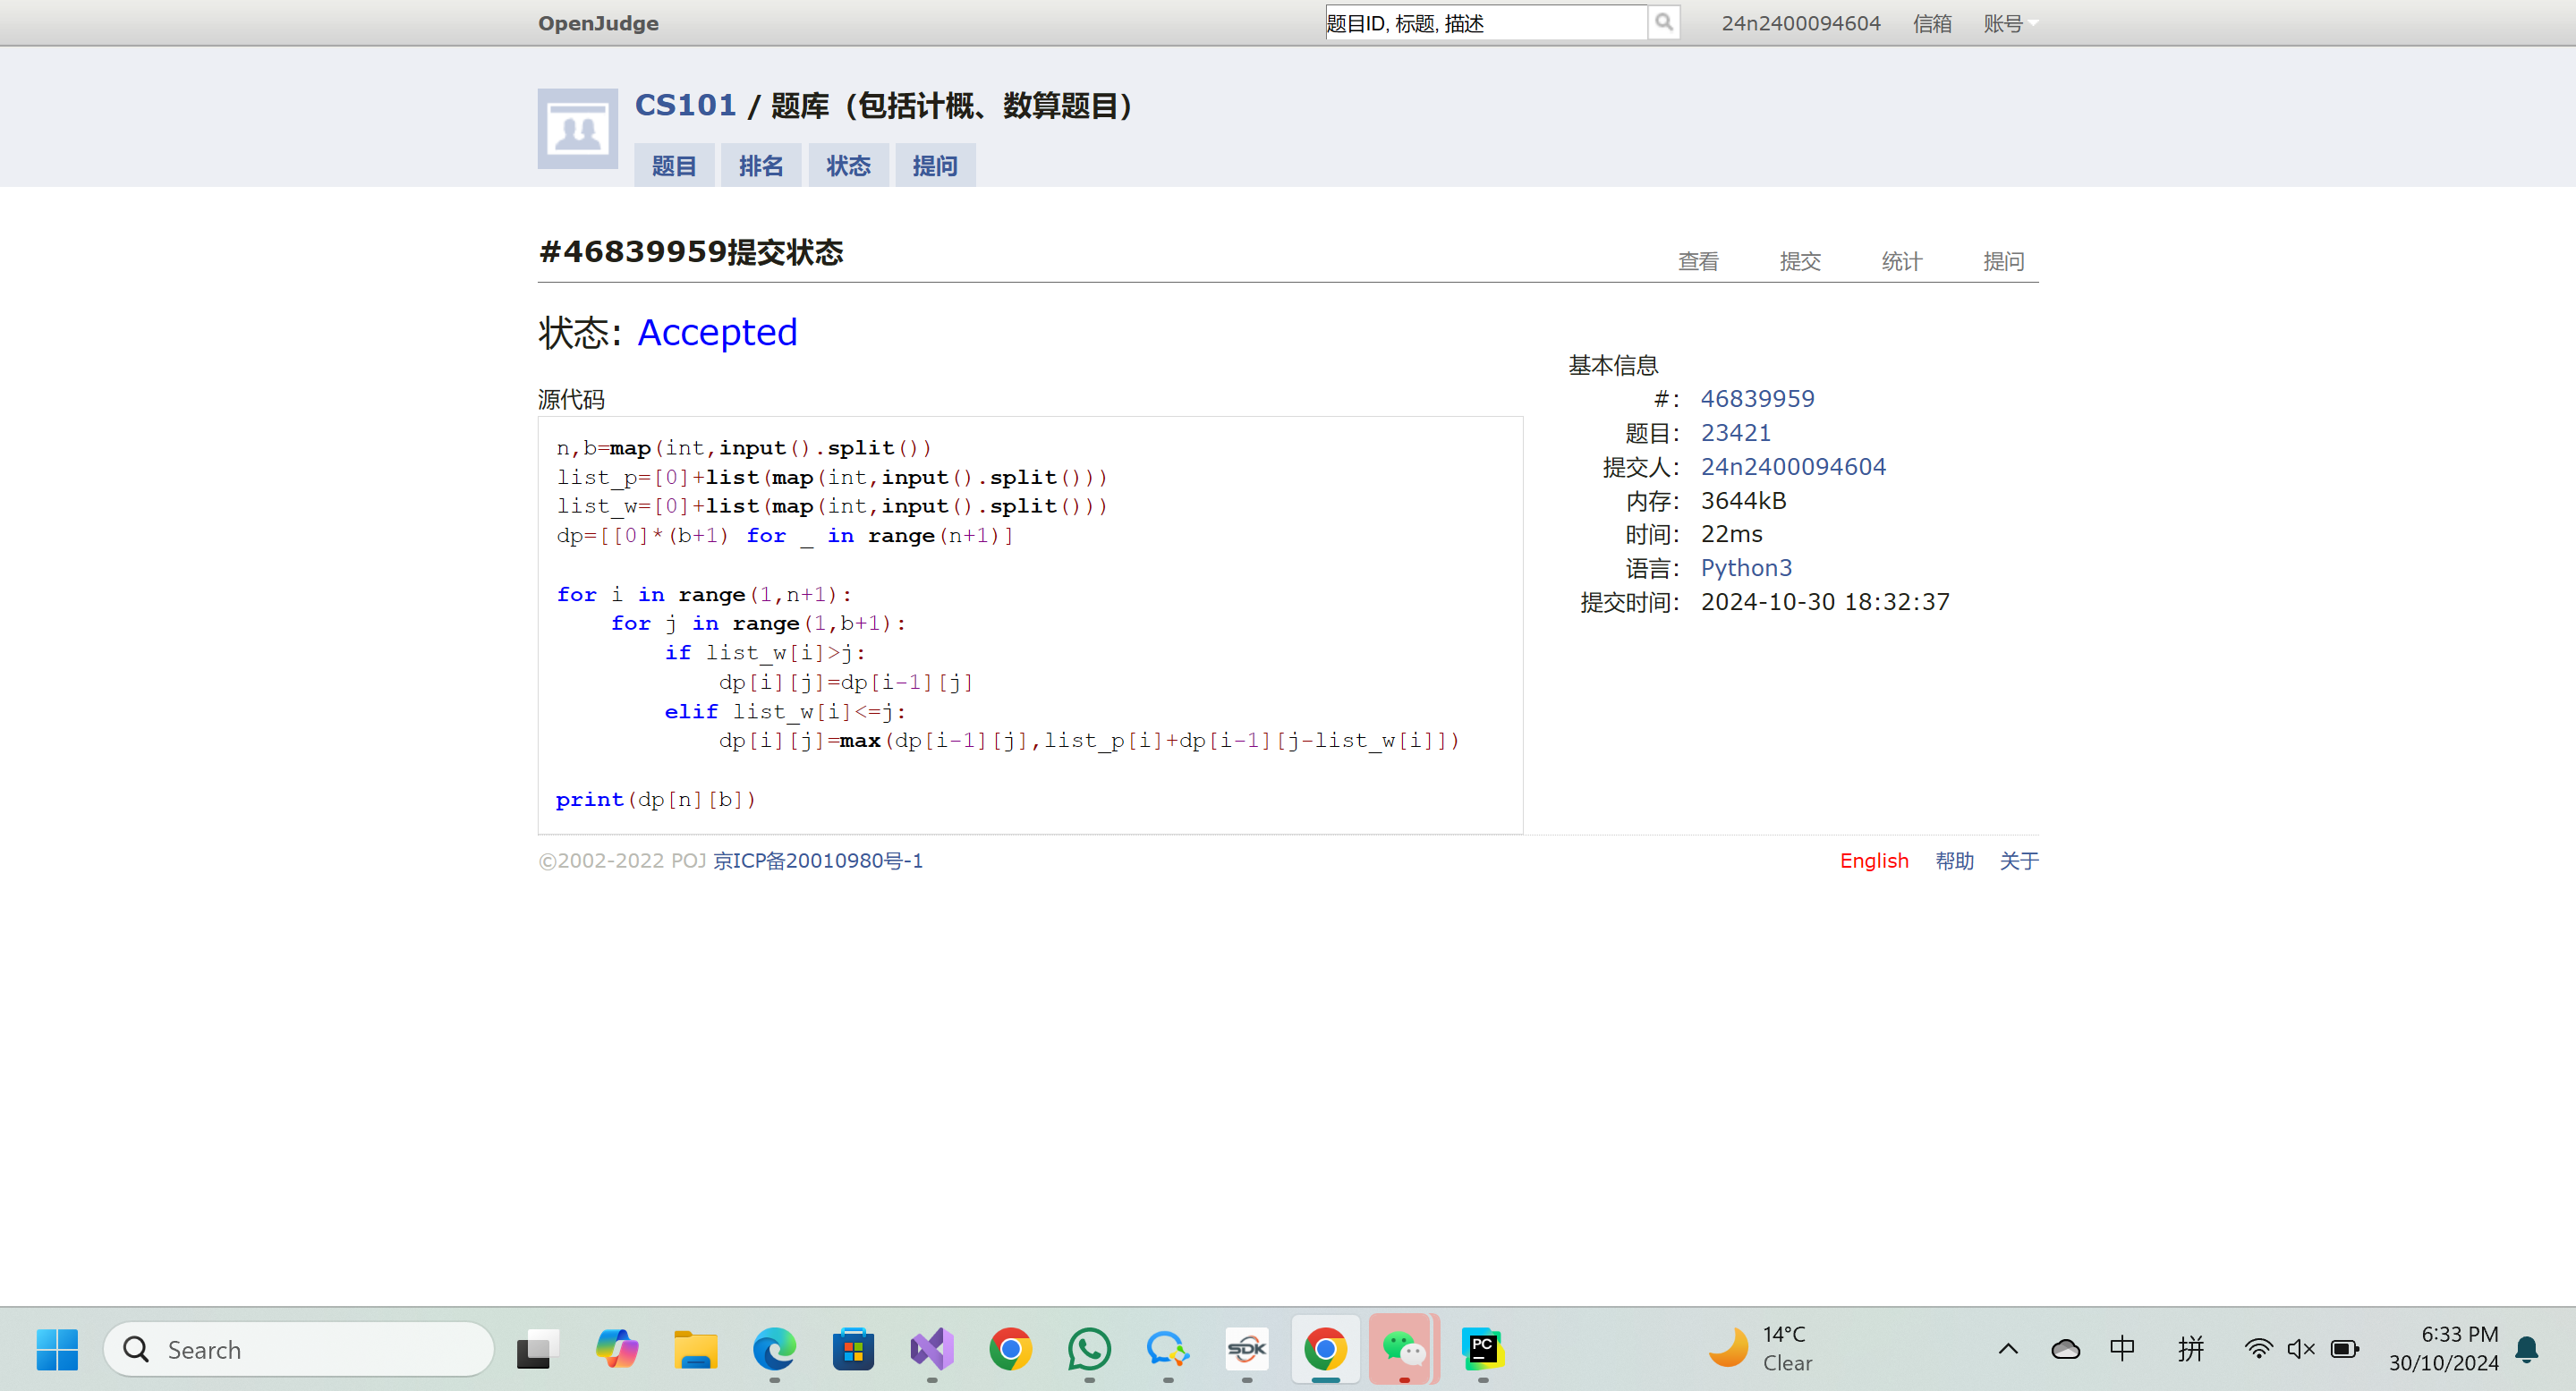 OpenJudge
题目ID, 标题, 描述
24n2400094604 信箱 账号
CS101 / 题库（包括计概、数算题目）
题目 排名 状态 提问
#46839959提交状态
查看 提交 统计 提问
状态: Accepted
源代码
n,b=map(int,input().split())
list_p=[0]+list(map(int,input().split()))
list_w=[0]+list(map(int,input().split()))
dp=[[0]*(b+1) for _ in range(n+1)]
for i in range(1,n+1):
    for j in range(1,b+1):
        if list_w[i]>j:
            dp[i][j]=dp[i-1][j]
        elif list_w[i]<=j:
            dp[i][j]=max(dp[i-1][j],list_p[i]+dp[i-1][j-list_w[i]])
print(dp[n][b])
基本信息
#: 46839959
题目: 23421
提交人: 24n2400094604
内存: 3644kB
时间: 22ms
语言: Python3
提交时间: 2024-10-30 18:32:37
©2002-2022 POJ 京ICP备20010980号-1
English 帮助 关于
Search
SDK
PC
14°C
Clear
中 拼
6:33 PM
30/10/2024